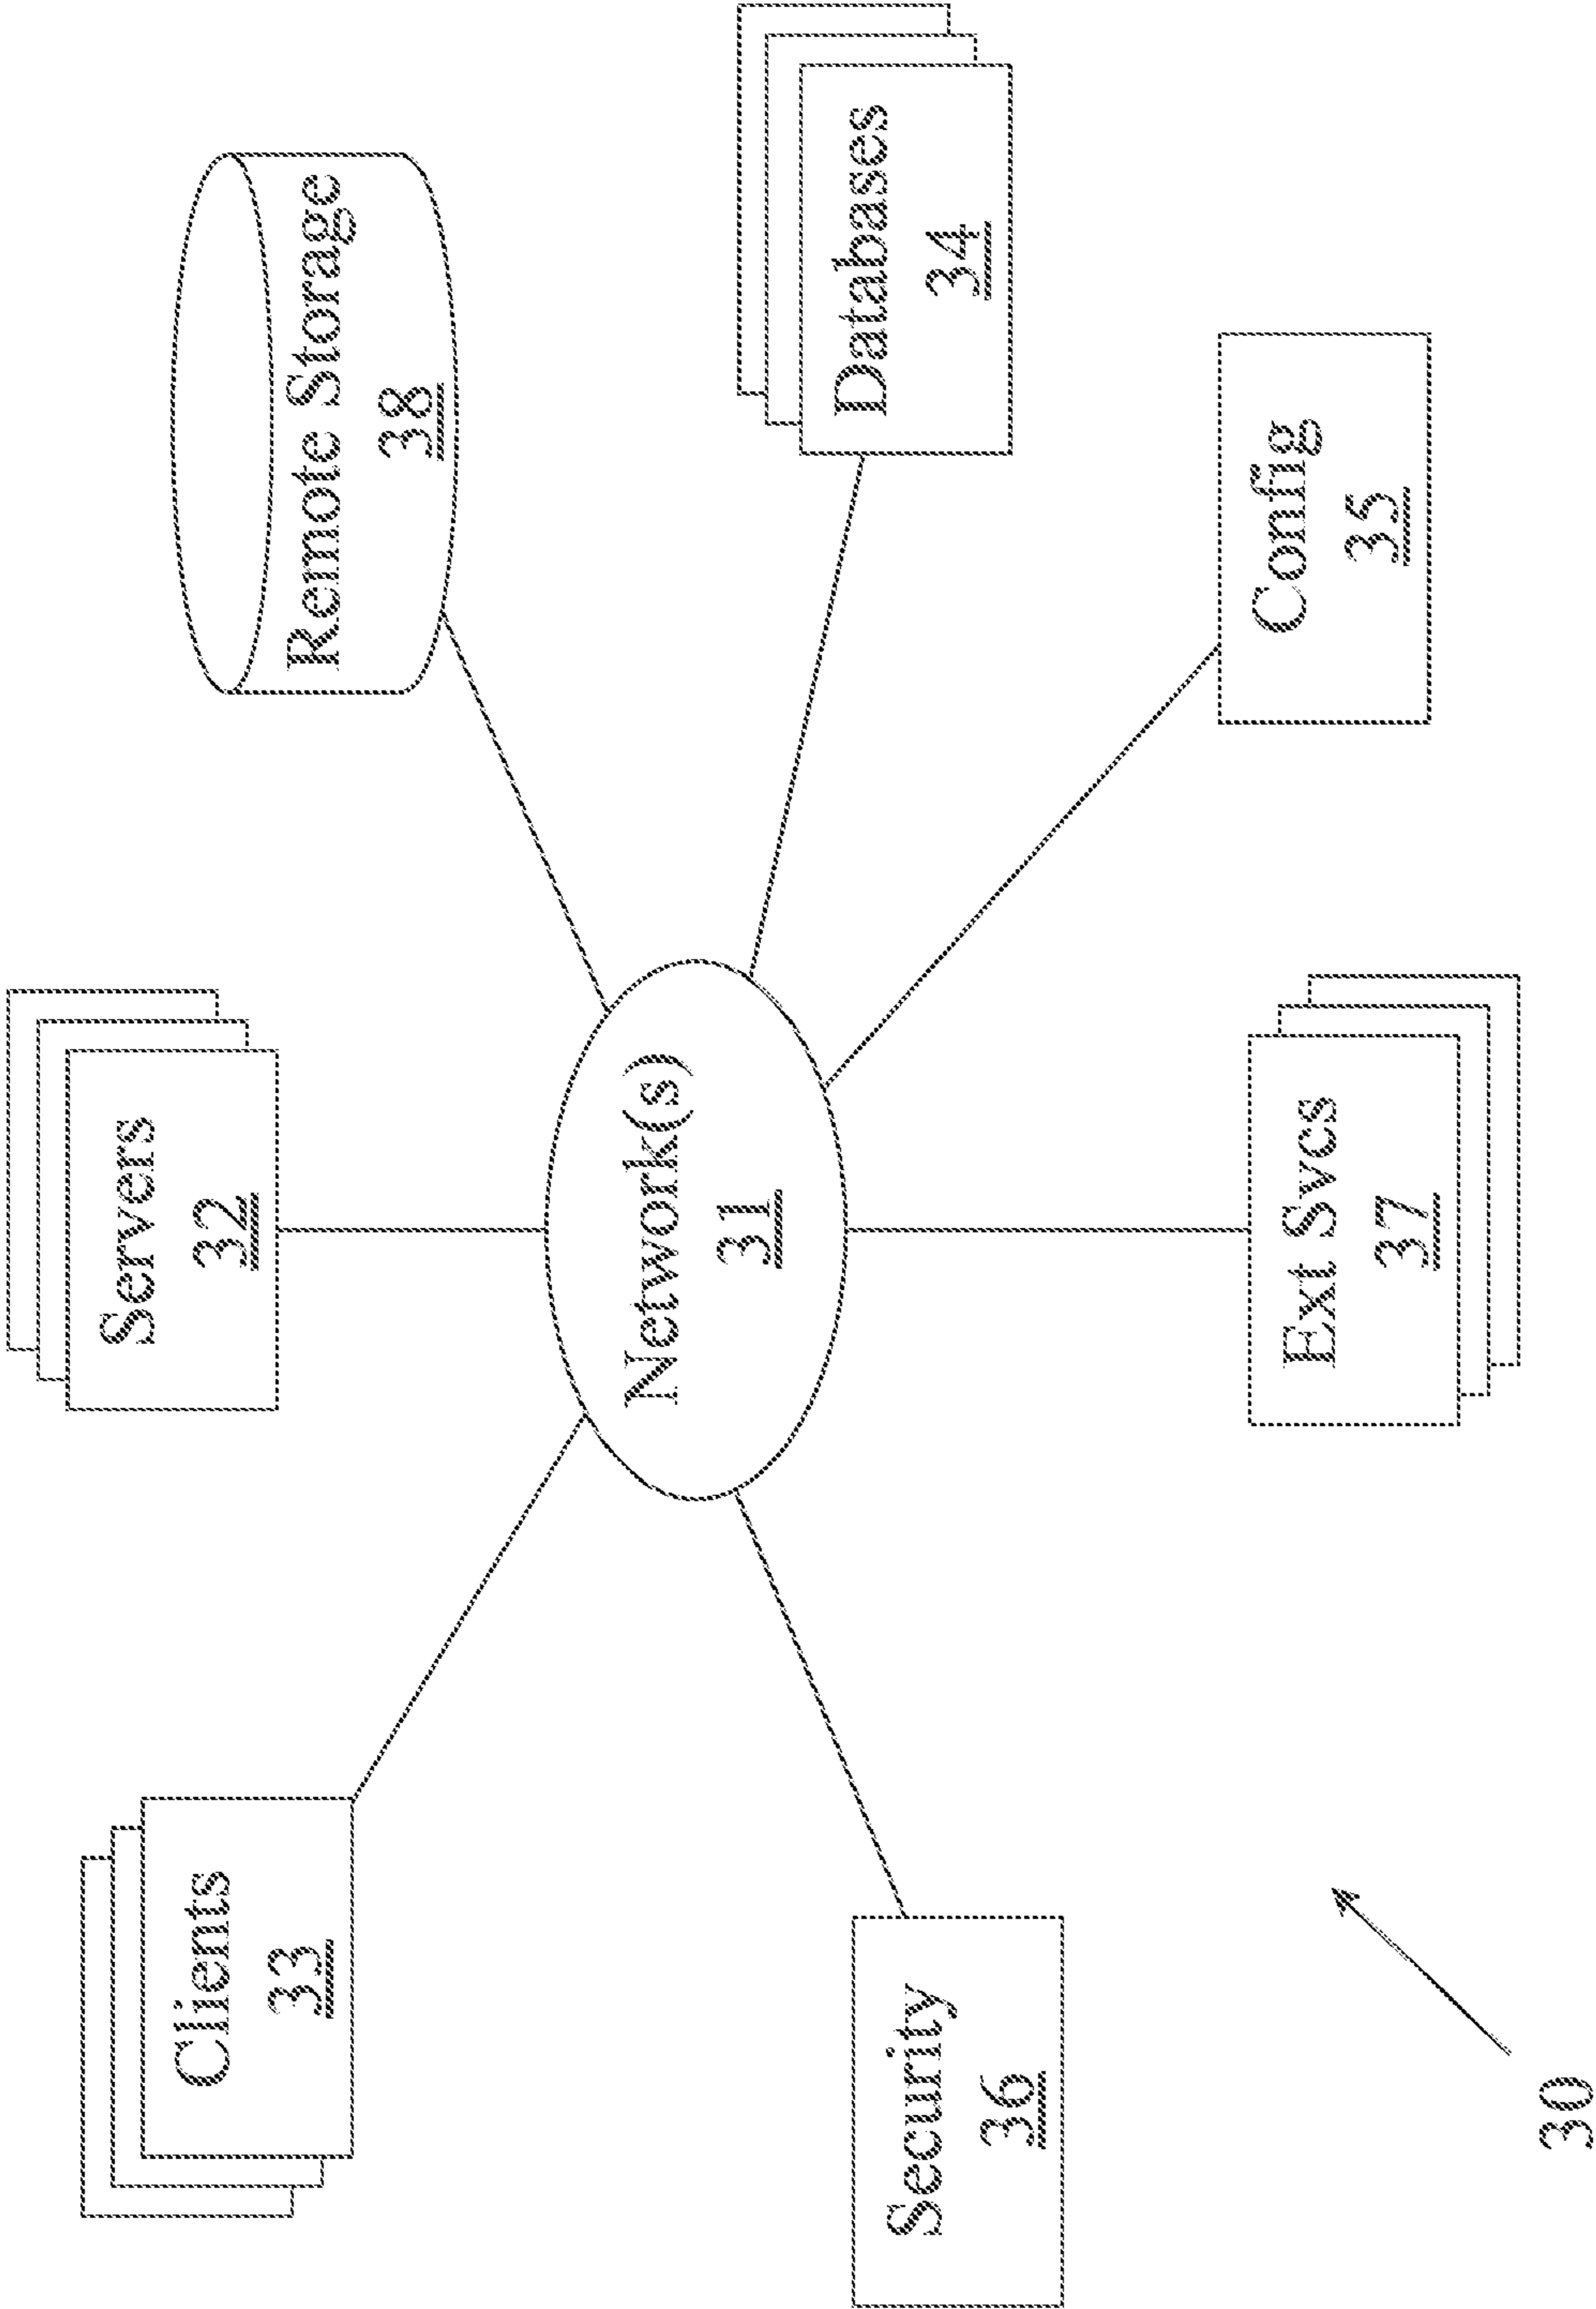 Servers
32
Clients
33
Remote Storage
38
Network(s)
31
Databases
34
Security
36
Config
35
Ext Svcs
37
30